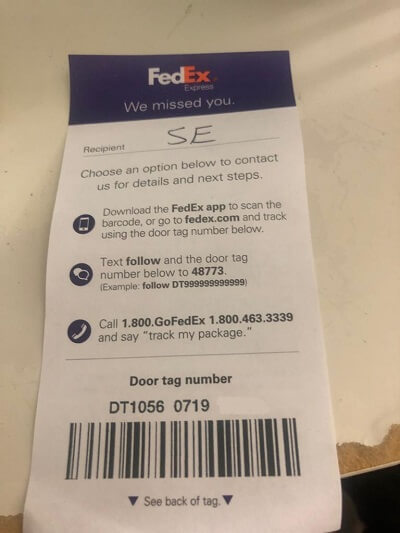 FedEx
Express
We missed you.
Recipient SE
Choose an option below to contact
us for details and next steps.
Download the FedEx app to scan the
barcode, or go to fedex.com and track
using the door tag number below.
Text follow and the door tag
number below to 48773.
(Example: follow DT999999999999)
Call 1.800.GoFedEx 1.800.463.3339
and say "track my package."
Door tag number
DT1056 0719
▼ See back of tag. ▼